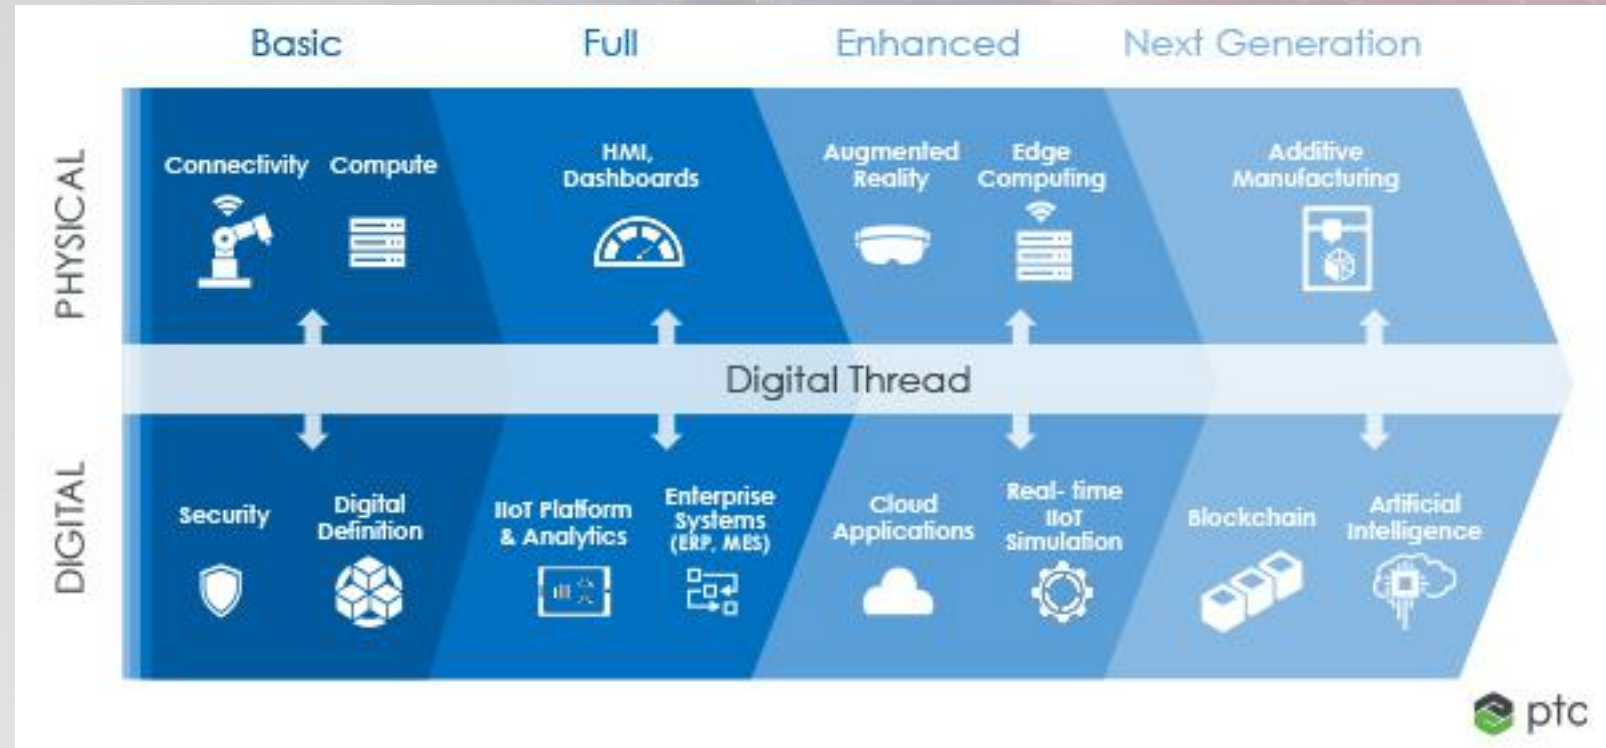 Basic
Full
Enhanced
Next Generation
PHYSICAL
Connectivity
Compute
HMI,
Dashboards
Augmented
Reality
Edge
Computing
Additive
Manufacturing
Digital Thread
DIGITAL
Security
Digital
Definition
IIoT Platform
& Analytics
Enterprise
Systems
(ERP, MES)
Cloud
Applications
Real- time
IIoT
Simulation
Blockchain
Artificial
Intelligence
ptc